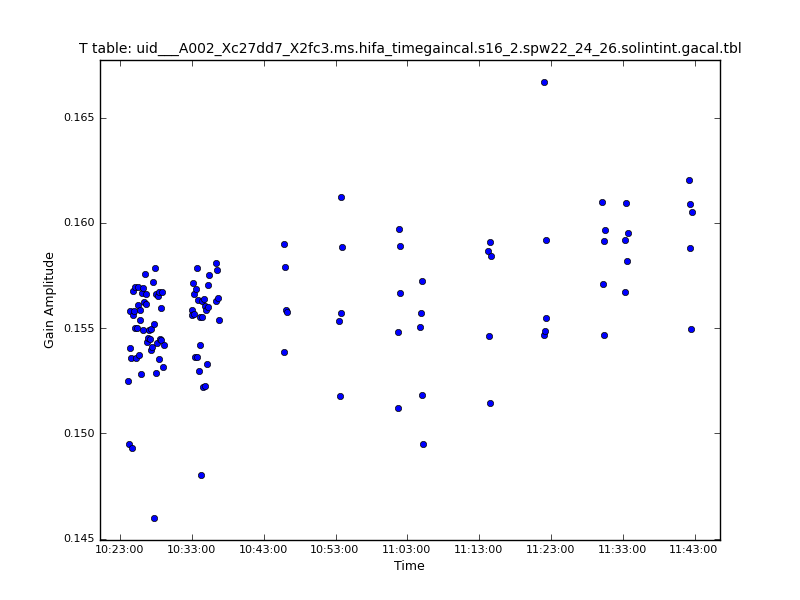 T table: uid___A002_Xc27dd7_X2fc3.ms.hifa_timegaincal.s16_2.spw22_24_26.solintint.gacal.tbl
0.165
0.160
Gain Amplitude
0.155
0.150
0.145
10:23:00 10:33:00 10:43:00 10:53:00 11:03:00 11:13:00 11:23:00 11:33:00 11:43:00
Time